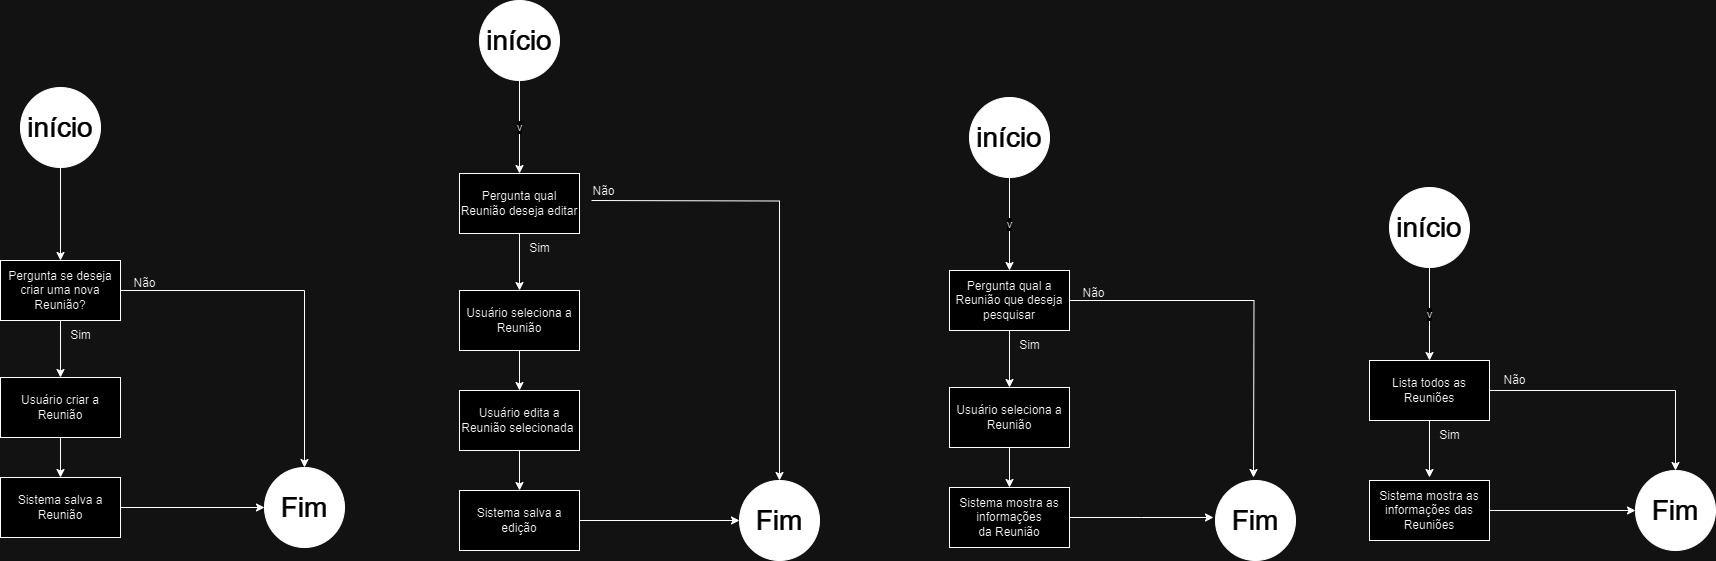 início
Pergunta se deseja
criar uma nova
Reunião?
Não
Sim
Usuário criar a
Reunião
Sistema salva a
Reunião
Fim
início
v
Pergunta qual
Reunião deseja editar
Não
Sim
Usuário seleciona a
Reunião
Usuário edita a
Reunião selecionada
Sistema salva a
edição
Fim
início
v
Pergunta qual a
Reunião que deseja
pesquisar
Não
Sim
Usuário seleciona a
Reunião
Sistema mostra as
informações
da Reunião
Fim
início
v
Lista todos as
Reuniões
Não
Sim
Sistema mostra as
informações das
Reuniões
Fim